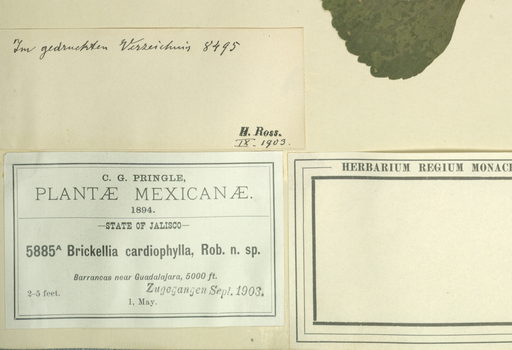 Im gedruckten Verzeichnis 8495
H. Ross.
IX. 1903.
C. G. PRINGLE,
PLANTÆ MEXICANÆ.
1894.
—STATE OF JALISCO—
5885ᴬ Brickellia cardiophylla, Rob. n. sp.
Barrancas near Guadalajara, 5000 ft.
2–5 feet.
Zugegangen Sept. 1903.
1, May.
HERBARIUM REGIUM MONAC